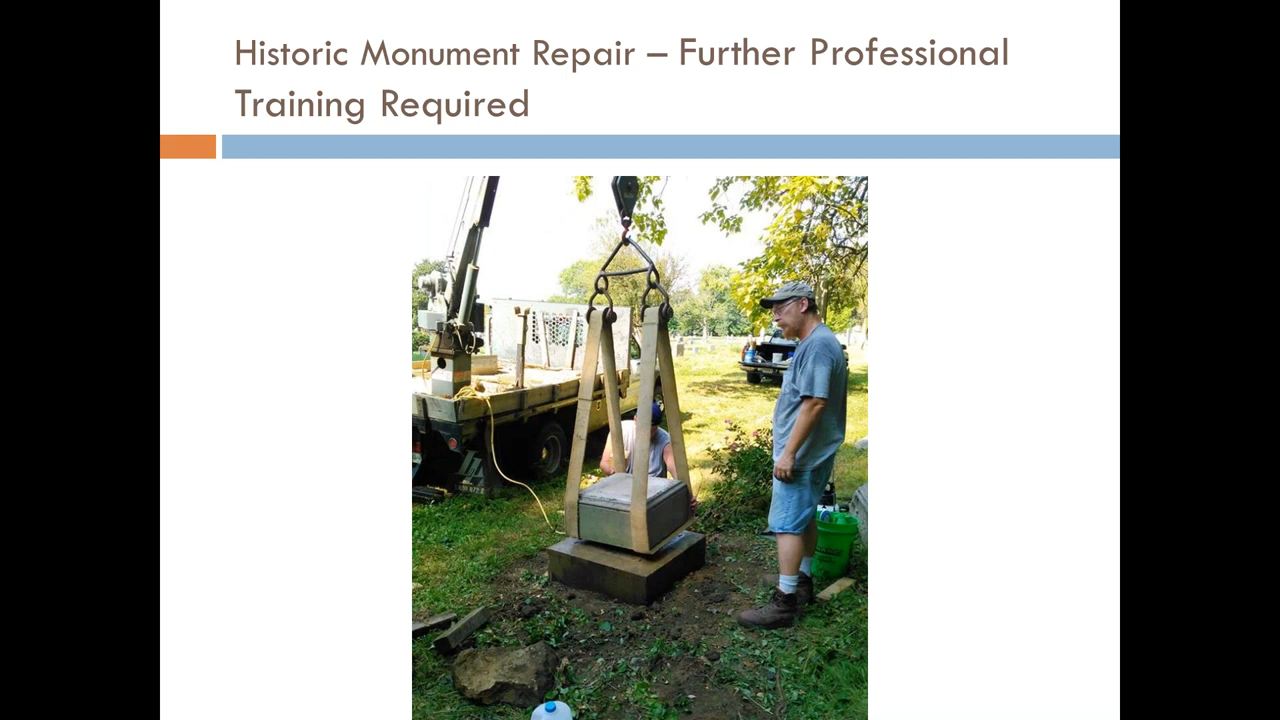 Historic Monument Repair – Further Professional
Training Required